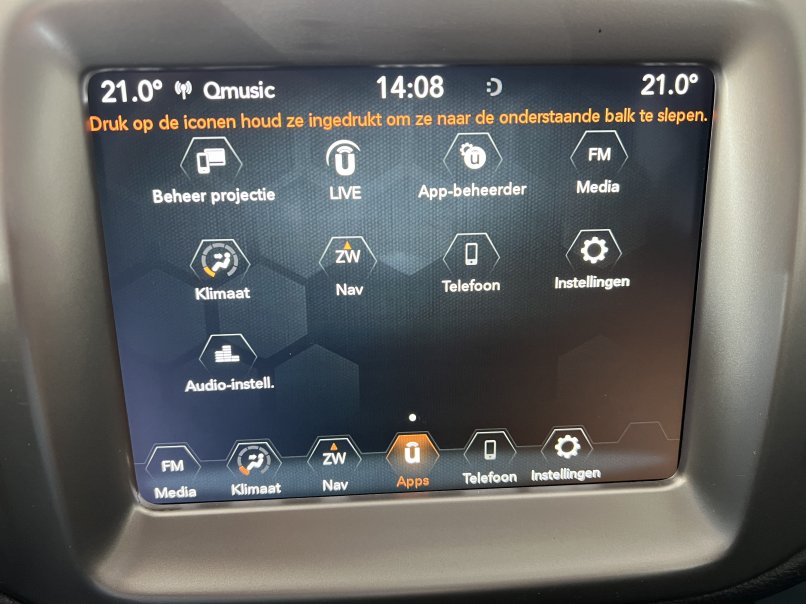 21.0° Qmusic 14:08 21.0°
Druk op de iconen houd ze ingedrukt om ze naar de onderstaande balk te slepen.
FM
Beheer projectie LIVE App-beheerder Media
ZW
Klimaat Nav Telefoon Instellingen
Audio-instell.
FM ZW
Media Klimaat Nav Apps Telefoon Instellingen